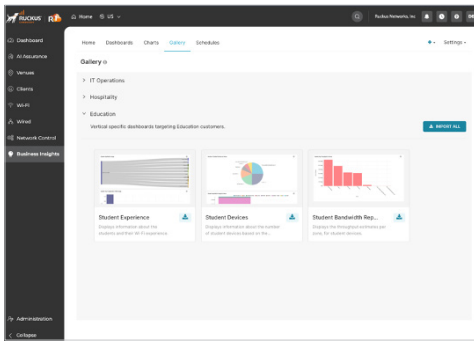 RUCKUS
Home
US
Ruckus Networks, Inc
Dashboard
AI Assurance
Venues
Clients
Wi-Fi
Wired
Network Control
Business Insights
Administration
Collapse
Home Dashboards Charts Gallery Schedules
Settings
Gallery
IT Operations
Hospitality
Education
Vertical specific dashboards targeting Education customers.
IMPORT ALL
Student Experience
Displays information about the
students and their Wi-Fi experience.
Student Devices
Displays information about the number
of student devices based on the...
Student Bandwidth Rep...
Displays the throughput estimates per
zone, for student devices.